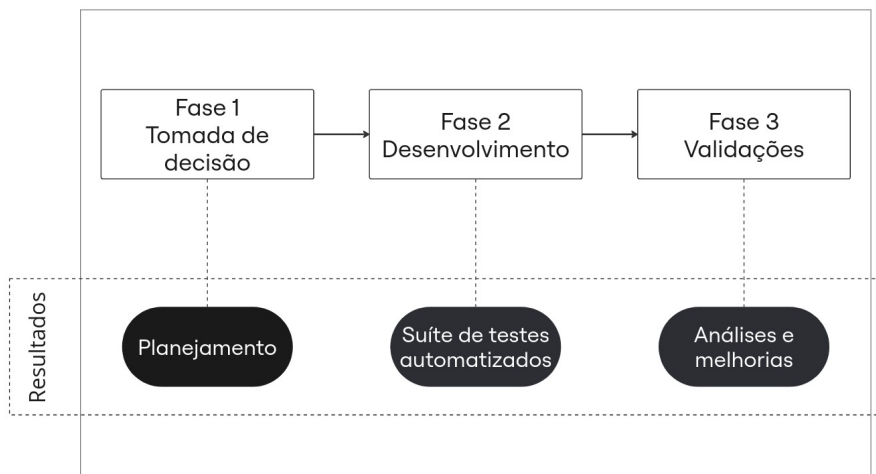 Fase 1
Tomada de
decisão
Fase 2
Desenvolvimento
Fase 3
Validações
Resultados
Planejamento
Suíte de testes
automatizados
Análises e
melhorias